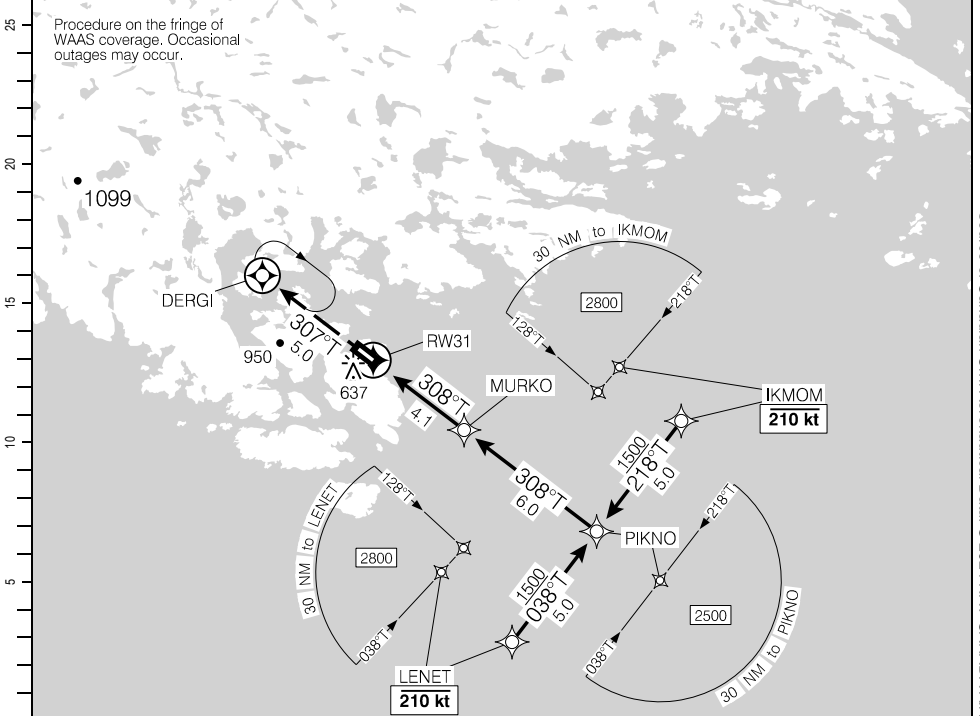 25
Procedure on the fringe of
WAAS coverage. Occasional
outages may occur.
20
1099
30 NM to IKMOM
2800
218°T
128°T
DERGI
15
307°T
5.0
950
637
RW31
308°T
4.1
MURKO
IKMOM
210 kt
10
1500
218°T
5.0
308°T
6.0
PIKNO
30 NM to LENET
128°T
2800
038°T
5
1500
038°T
5.0
218°T
2500
038°T
30 NM to PIKNO
LENET
210 kt